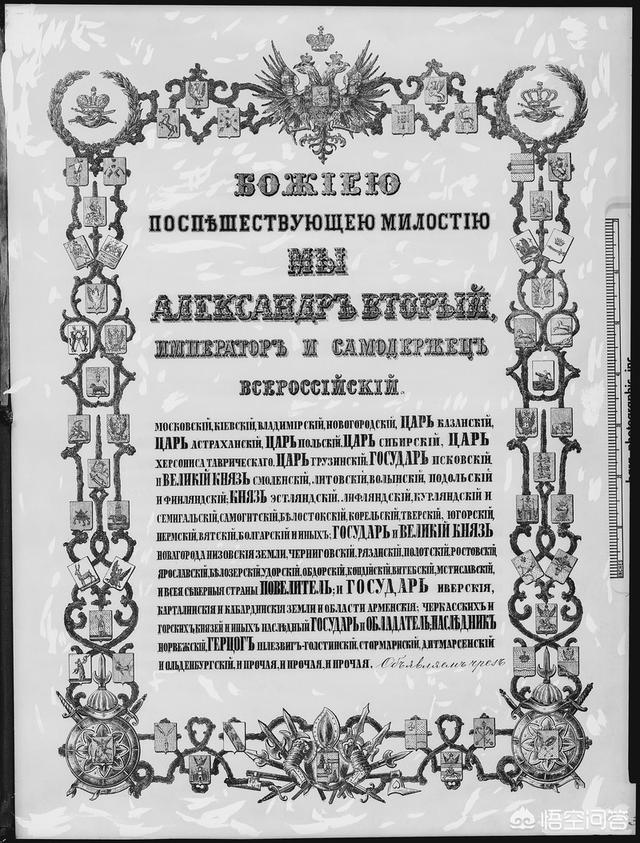 БОЖІЕЮ
ПОСПѢШЕСТВУЮЩЕЮ МИЛОСТІЮ
МЫ
АЛЕКСАНДРЪ ВТОРЫЙ,
ИМПЕРАТОРЪ И САМОДЕРЖЕЦЪ
ВСЕРОССІЙСКІЙ.
МОСКОВСКІЙ, КІЕВСКІЙ, ВЛАДИМІРСКІЙ, НОВОГОРОДСКІЙ, ЦАРЬ КАЗАНСКІЙ,
ЦАРЬ АСТРАХАНСКІЙ, ЦАРЬ ПОЛЬСКІЙ, ЦАРЬ СИБИРСКІЙ, ЦАРЬ
ХЕРСОНИСА ТАВРИЧЕСКАГО, ЦАРЬ ГРУЗИНСКІЙ; ГОСУДАРЬ ПСКОВСКІЙ
И ВЕЛИКІЙ КНЯЗЬ СМОЛЕНСКІЙ, ЛИТОВСКІЙ, ВОЛЫНСКІЙ, ПОДОЛЬСКІЙ
И ФИНЛЯНДСКІЙ; КНЯЗЬ ЭСТЛЯНДСКІЙ, ЛИФЛЯНДСКІЙ, КУРЛЯНДСКІЙ И
СЕМИГАЛЬСКІЙ, САМОГИТСКІЙ, БѢЛОСТОКСКІЙ, КОРЕЛЬСКІЙ, ТВЕРСКІЙ, ЮГОРСКІЙ,
ПЕРМСКІЙ, ВЯТСКІЙ, БОЛГАРСКІЙ И ИНЫХЪ; ГОСУДАРЬ И ВЕЛИКІЙ КНЯЗЬ
НОВАГОРОДА НИЗОВСКІЯ ЗЕМЛИ, ЧЕРНИГОВСКІЙ, РЯЗАНСКІЙ, ПОЛОТСКІЙ, РОСТОВСКІЙ,
ЯРОСЛАВСКІЙ, БѢЛОЗЕРСКІЙ, УДОРСКІЙ, ОБДОРСКІЙ, КОНДІЙСКІЙ, ВИТЕБСКІЙ, МСТИСЛАВСКІЙ,
И ВСЕЯ СѢВЕРНЫЯ СТРАНЫ ПОВЕЛИТЕЛЬ; И ГОСУДАРЬ ИВЕРСКІЯ,
КАРТАЛИНСКІЯ И КАБАРДИНСКІЯ ЗЕМЛИ И ОБЛАСТИ АРМЕНСКІЯ; ЧЕРКАССКИХЪ И
ГОРСКИХЪ КНЯЗЕЙ И ИНЫХЪ НАСЛѢДНЫЙ ГОСУДАРЬ И ОБЛАДАТЕЛЬ, НАСЛѢДНИКЪ
НОРВЕЖСКІЙ, ГЕРЦОГЪ ШЛЕЗВИГЪ-ГОЛСТИНСКІЙ, СТОРМАРНСКІЙ, ДИТМАРСЕНСКІЙ
И ОЛЬДЕНБУРГСКІЙ, И ПРОЧАЯ, И ПРОЧАЯ, И ПРОЧАЯ. Объявляемъ чрезъ
悟空问答